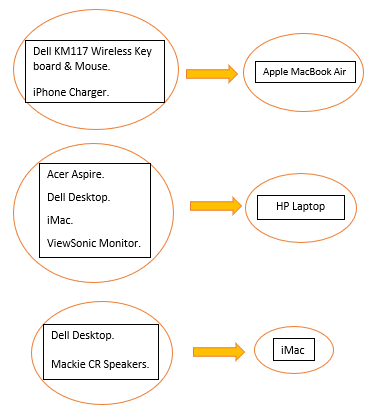 Dell KM117 Wireless Key
board & Mouse.
iPhone Charger.
Apple MacBook Air
Acer Aspire.
Dell Desktop.
iMac.
ViewSonic Monitor.
HP Laptop
Dell Desktop.
Mackie CR Speakers.
iMac